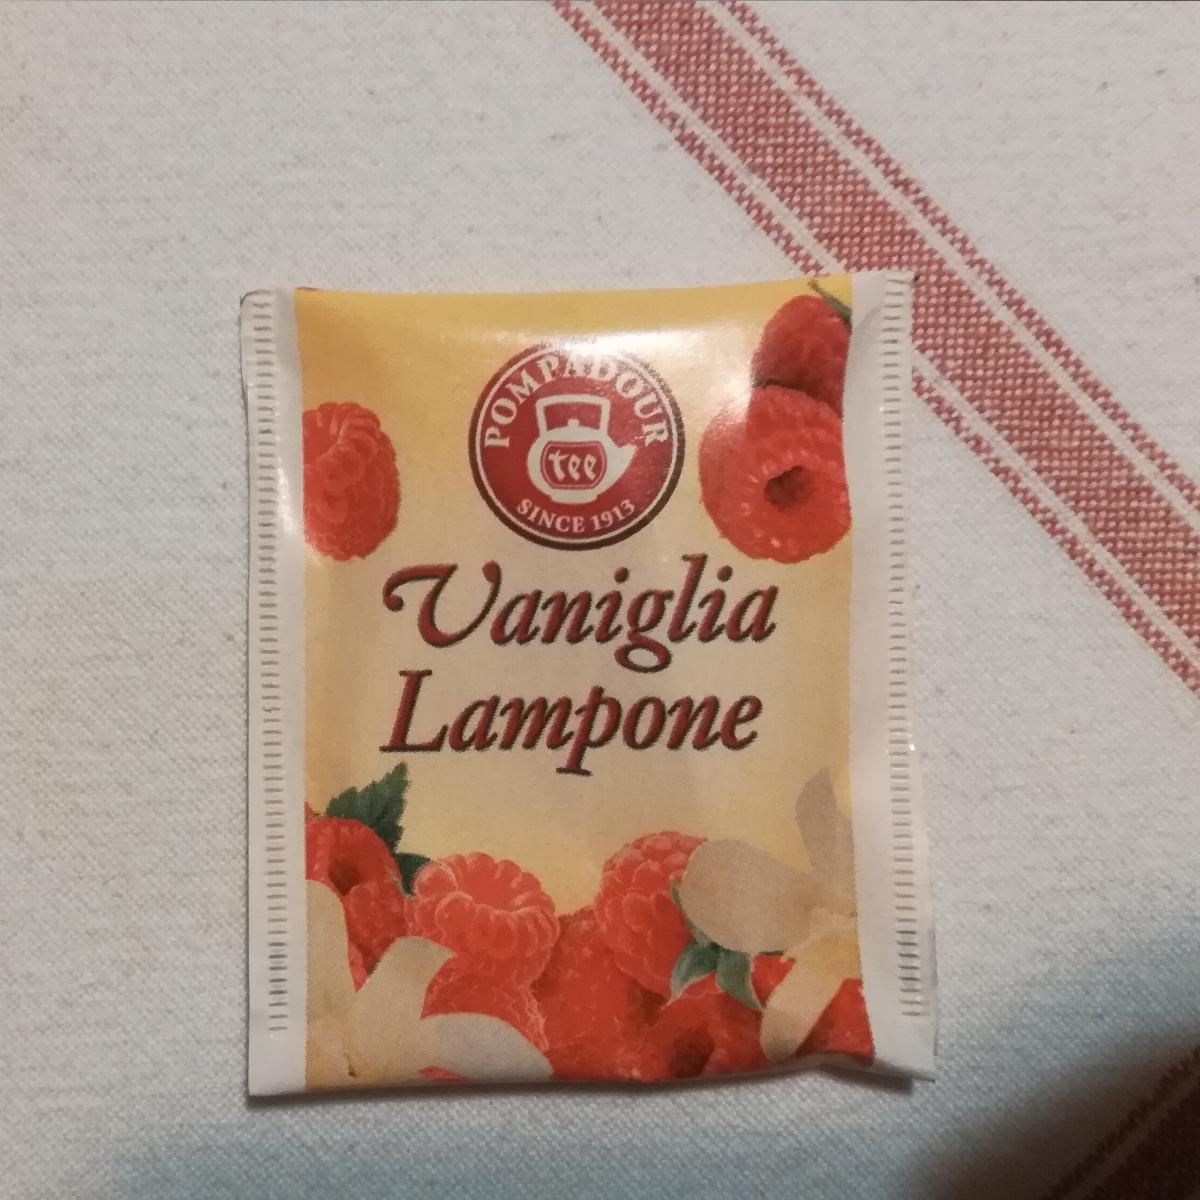 POMPADOUR
tee
SINCE 1913
Vaniglia
Lampone